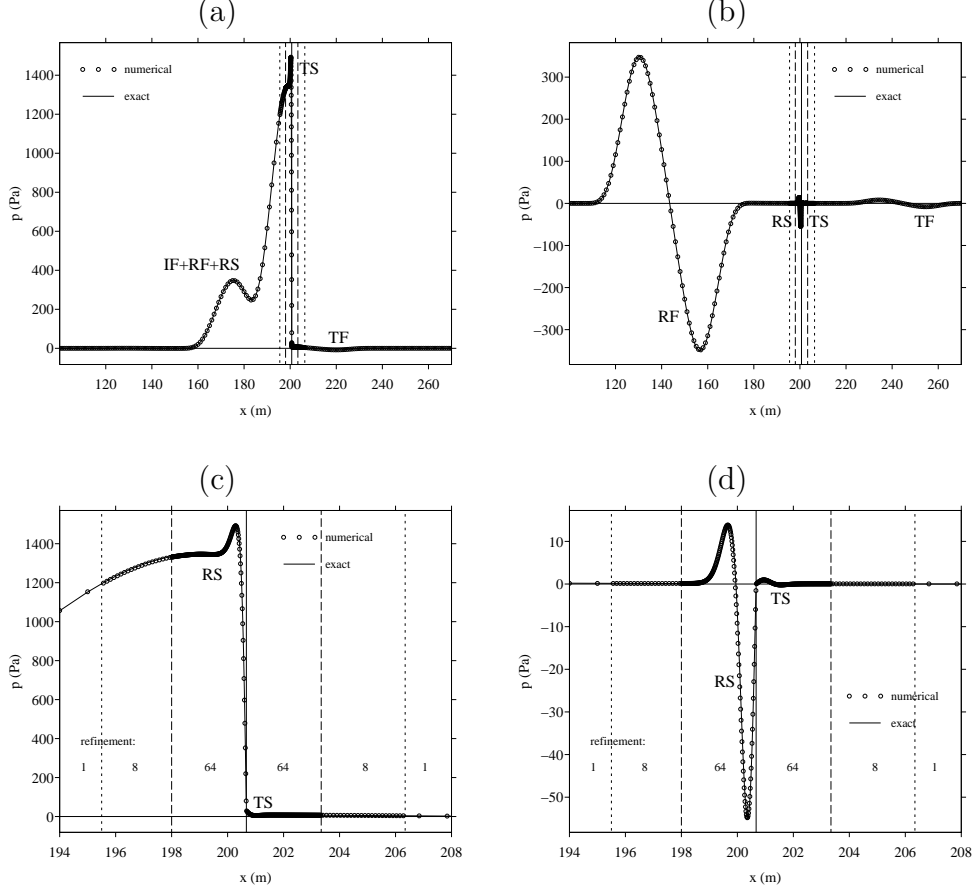 (a)
1400
1200
1000
800
600
400
200
0
p (Pa)
numerical
exact
TS
IF+RF+RS
TF
120 140 160 180 200 220 240 260
x (m)
(b)
300
200
100
0
−100
−200
−300
p (Pa)
numerical
exact
RS
TS
TF
RF
120 140 160 180 200 220 240 260
x (m)
(c)
1400
1200
1000
800
600
400
200
0
p (Pa)
numerical
exact
RS
refinement:
1 8 64 64 8 1
TS
194 196 198 200 202 204 206 208
x (m)
(d)
10
0
−10
−20
−30
−40
−50
p (Pa)
TS
RS
numerical
exact
refinement:
1 8 64 64 8 1
194 196 198 200 202 204 206 208
x (m)